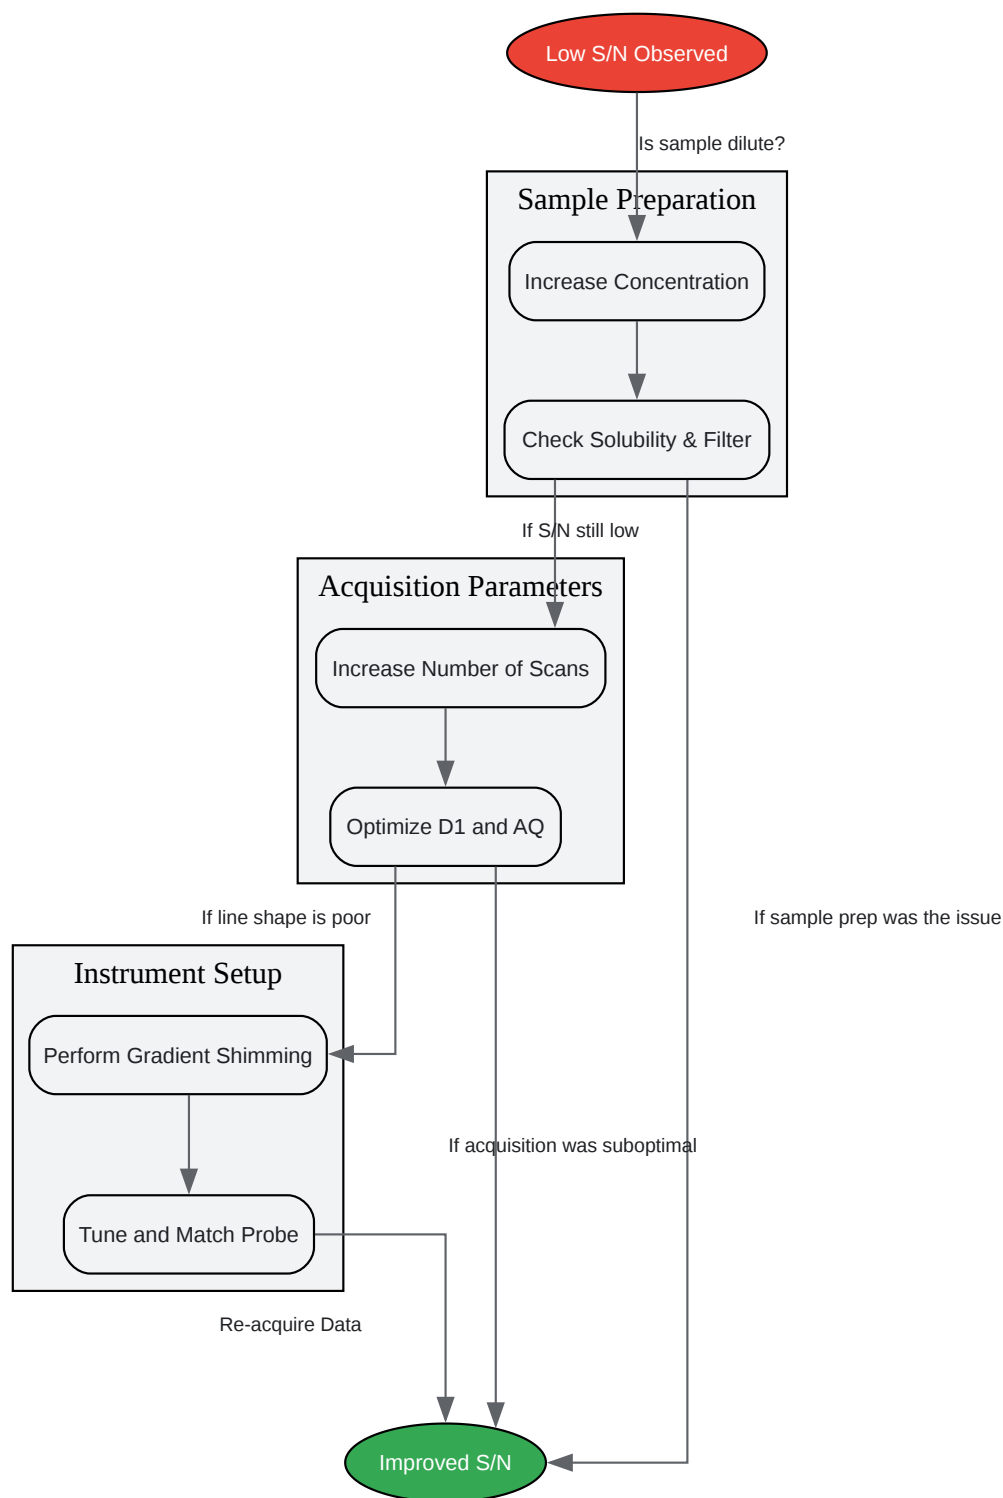 Low S/N Observed
Is sample dilute?
Sample Preparation
Increase Concentration
Check Solubility & Filter
If S/N still low
Acquisition Parameters
Increase Number of Scans
Optimize D1 and AQ
If line shape is poor
If sample prep was the issue
Instrument Setup
Perform Gradient Shimming
If acquisition was suboptimal
Tune and Match Probe
Re-acquire Data
Improved S/N